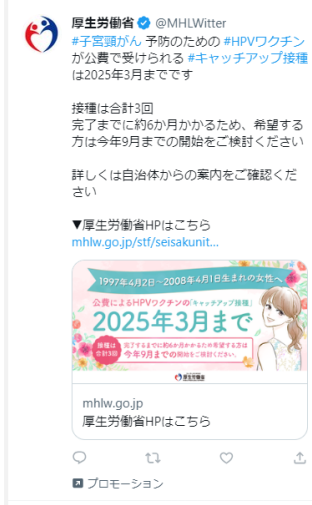 厚生労働省 @MHLWitter
#子宮頸がん 予防のための #HPVワクチン
が公費で受けられる #キャッチアップ接種
は2025年3月までです
接種は合計3回
完了までに約6か月かかるため、希望する
方は今年9月までの開始をご検討ください
詳しくは自治体からの案内をご確認くだ
さい
▼厚生労働省HPはこちら
mhlw.go.jp/stf/seisakunit...
1997年4月2日~2008年4月1日生まれの女性へ
公費によるHPVワクチンの「キャッチアップ接種」
2025年3月まで
接種は
合計3回
完了するまでに約6か月かかるため希望する方は
今年9月までの開始をご検討ください。
厚生労働省
mhlw.go.jp
厚生労働省HPはこちら
プロモーション